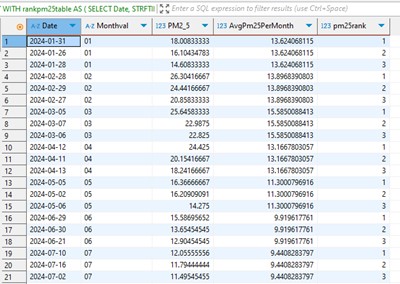 WITH rankpm25table AS ( SELECT Date, STRFTI Enter a SQL expression to filter results (use Ctrl+Space)
A-Z Date A-Z Monthval 123 PM2_5 123 AvgPm25PerMonth 123 pm25rank
1 2024-01-31 01 18.00833333 13.624068115 1
2 2024-01-26 01 16.10434783 13.624068115 2
3 2024-01-28 01 14.60833333 13.624068115 3
4 2024-02-28 02 26.30416667 13.8968390803 1
5 2024-02-29 02 24.44166667 13.8968390803 2
6 2024-02-07 02 20.85833333 13.8968390803 3
7 2024-03-05 03 25.64583333 15.5850088413 1
8 2024-03-07 03 22.9875 15.5850088413 2
9 2024-03-06 03 22.825 15.5850088413 3
10 2024-04-12 04 24.425 13.1667803051 1
11 2024-04-11 04 20.15416667 13.1667803051 2
12 2024-04-13 04 18.24166667 13.1667803051 3
13 2024-05-05 05 16.36666667 11.3000796916 1
14 2024-05-02 05 16.20909091 11.3000796916 2
15 2024-05-06 05 14.275 11.3000796916 3
16 2024-06-29 06 15.58695652 9.919617761 1
17 2024-06-30 06 13.65454545 9.919617761 2
18 2024-06-21 06 12.90454545 9.919617761 3
19 2024-07-10 07 12.05555556 9.4408283797 1
20 2024-07-16 07 11.79444444 9.4408283797 2
21 2024-07-02 07 11.49545455 9.4408283797 3